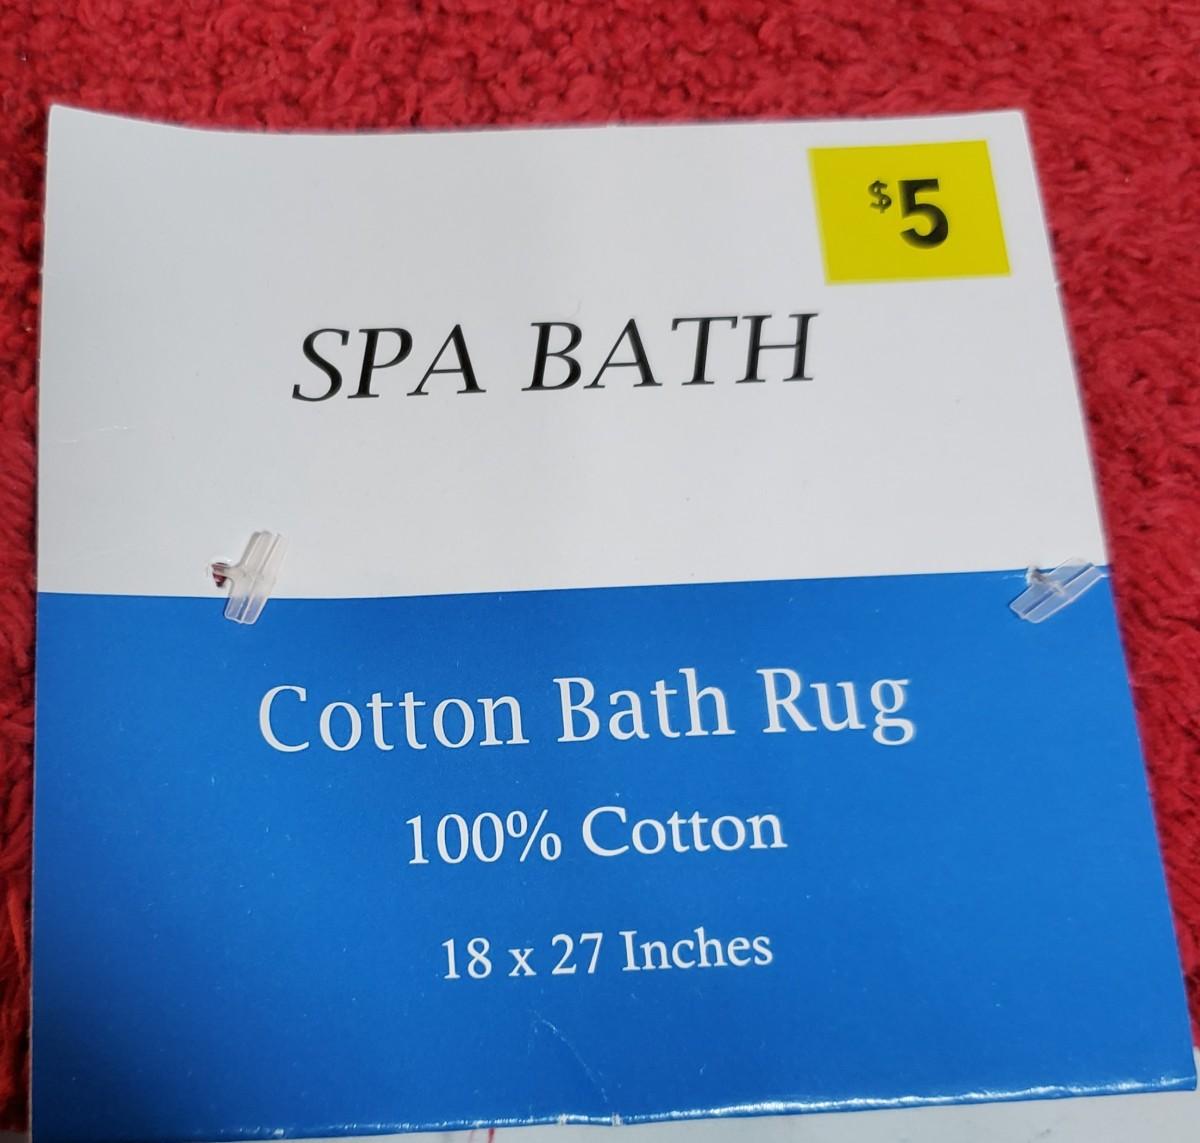 $5
SPA BATH
Cotton Bath Rug
100% Cotton
18 x 27 Inches